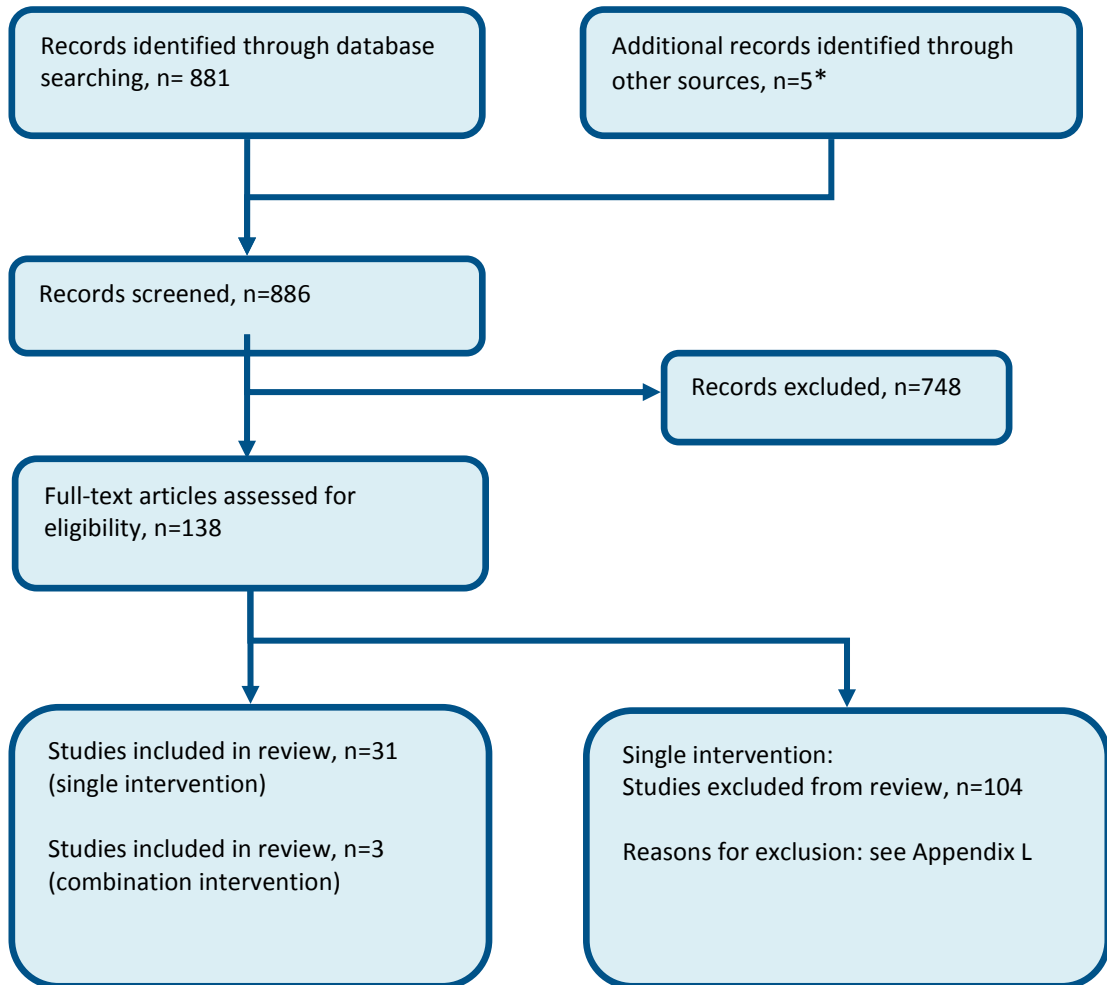 Records identified through database
searching, n= 881
Additional records identified through
other sources, n=5*
Records screened, n=886
Records excluded, n=748
Full-text articles assessed for
eligibility, n=138
Studies included in review, n=31
(single intervention)
Studies included in review, n=3
(combination intervention)
Single intervention:
Studies excluded from review, n=104
Reasons for exclusion: see Appendix L